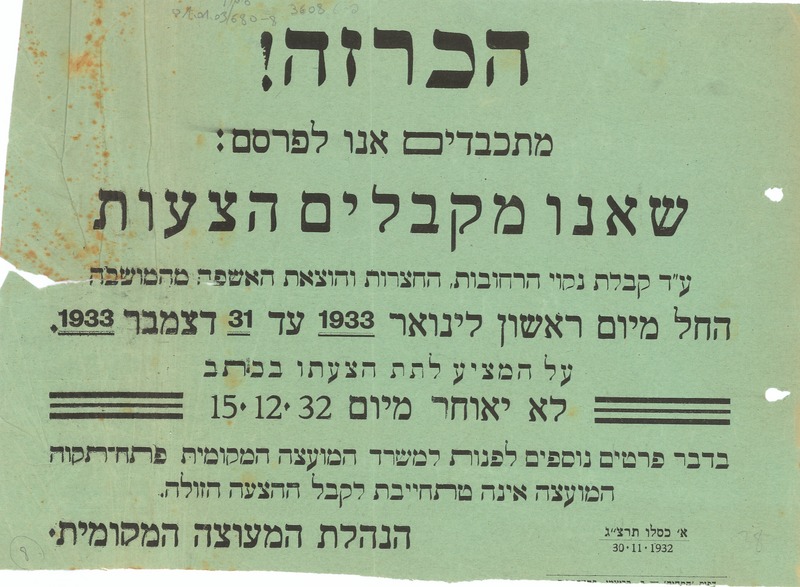 הכרזה!
מתכבדים אנו לפרסם:
שאנו מקבלים הצעות
ע"ד קבלת נקוי הרחובות, החצרות והוצאת האשפה מהמושבה
החל מיום ראשון לינואר 1933 עד 31 דצמבר 1933.
על המציע לתת הצעתו בכתב
לא יאוחר מיום 15·12·32
בדבר פרטים נוספים לפנות למשרד המועצה המקומית פתח־תקוה
המועצה אינה מתחייבת לקבל ההצעה הזולה.
הנהלת המעוצה המקומית.
א' כסלו תרצ"ג
30·11·1932